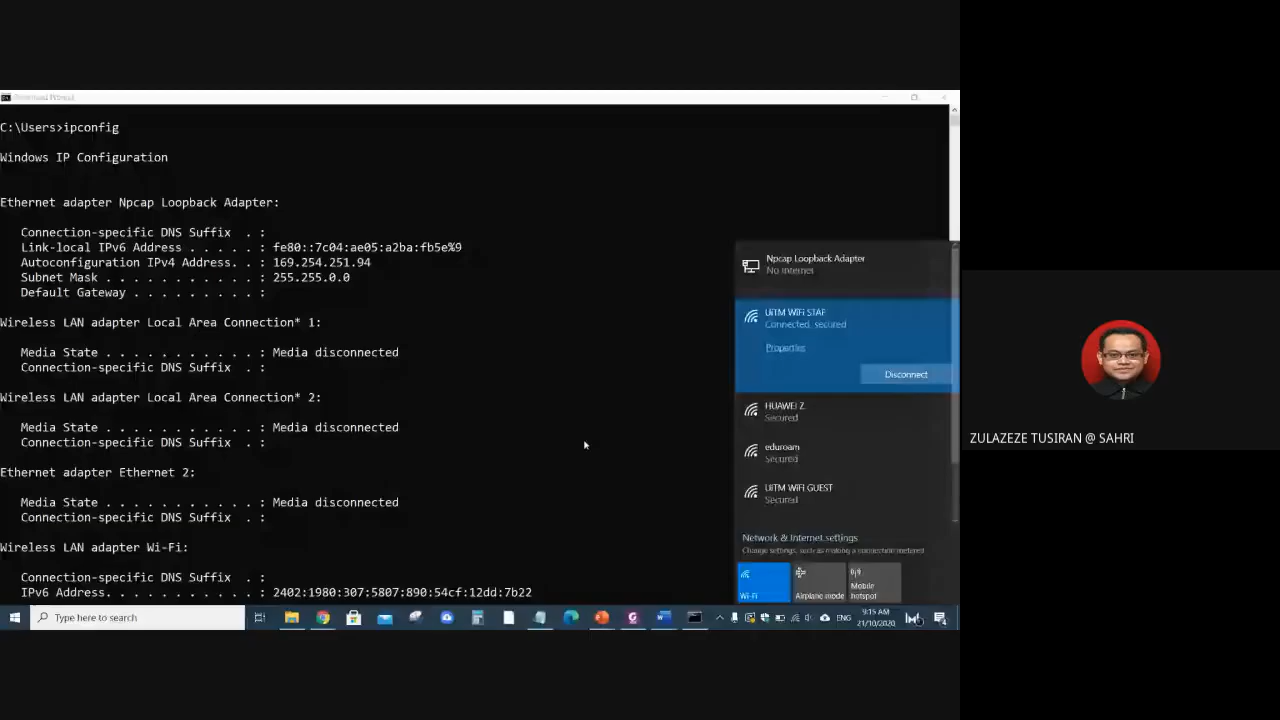 C:\Users>ipconfig
Windows IP Configuration
Ethernet adapter Npcap Loopback Adapter:
Connection-specific DNS Suffix . :
Link-local IPv6 Address . . . . . : fe80::7c04:ae05:a2ba:fb5e%9
Autoconfiguration IPv4 Address. . : 169.254.251.94
Subnet Mask . . . . . . . . . . . : 255.255.0.0
Default Gateway . . . . . . . . . :
Wireless LAN adapter Local Area Connection* 1:
Media State . . . . . . . . . . . : Media disconnected
Connection-specific DNS Suffix . :
Wireless LAN adapter Local Area Connection* 2:
Media State . . . . . . . . . . . : Media disconnected
Connection-specific DNS Suffix . :
Ethernet adapter Ethernet 2:
Media State . . . . . . . . . . . : Media disconnected
Connection-specific DNS Suffix . :
Wireless LAN adapter Wi-Fi:
Connection-specific DNS Suffix . :
IPv6 Address. . . . . . . . . . . : 2402:1980:307:5807:890:54cf:12dd:7b22
Npcap Loopback Adapter
No Internet
UiTM WiFi STAF
Connected, secured
Properties
Disconnect
HUAWEI Z
Secured
eduroam
Secured
UiTM WiFi GUEST
Secured
Network & Internet settings
Change settings, such as making a connection metered
Wi-Fi
Airplane mode
Mobile hotspot
Type here to search
ENG
9:15 AM
21/10/2020
ZULAZEZE TUSIRAN @ SAHRI